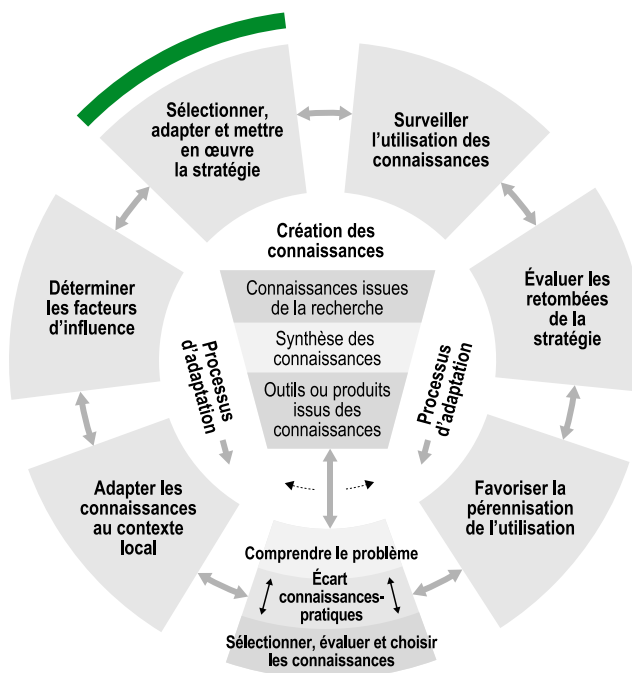 Sélectionner,
adapter et mettre
en œuvre
la stratégie
Surveiller
l’utilisation des
connaissances
Création des
connaissances
Déterminer
les facteurs
d’influence
Connaissances issues
de la recherche
Évaluer les
retombées
de la
stratégie
Synthèse des
connaissances
Processus
d’adaptation
Outils ou produits
issus des
connaissances
Processus
d’adaptation
Adapter les
connaissances
au contexte
local
Favoriser la
pérennisation
de l’utilisation
Comprendre le problème
Écart
connaissances-
pratiques
Sélectionner, évaluer et choisir
les connaissances